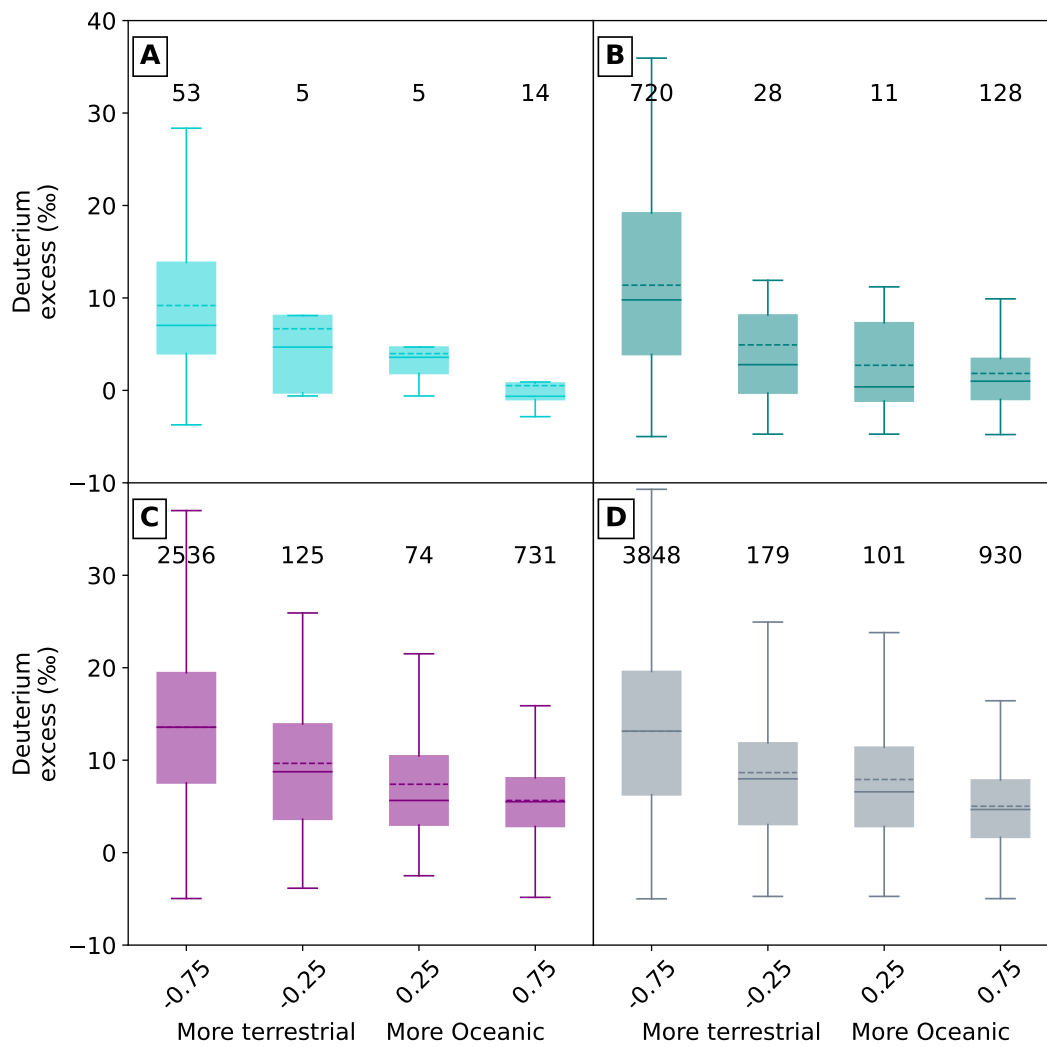 40
A
B
53
5
5
14
720
28
11
128
30
20
10
0
−10
Deuterium
excess (‰)
C
D
2536
125
74
731
3848
179
101
930
30
20
10
0
−10
Deuterium
excess (‰)
-0.75
-0.25
0.25
0.75
-0.75
-0.25
0.25
0.75
More terrestrial
More Oceanic
More terrestrial
More Oceanic